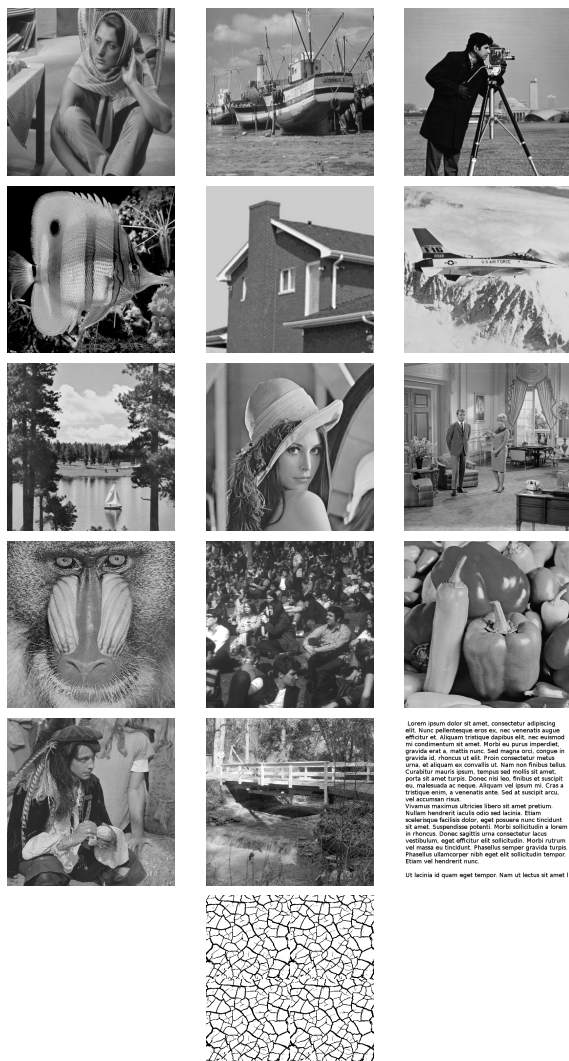 F-16
U.S. AIR FORCE
Lorem ipsum dolor sit amet, consectetur adipiscing
elit. Nunc pellentesque eros ex, nec venenatis augue
efficitur et. Aliquam tristique dapibus elit, nec euismod
mi condimentum sit amet. Morbi eu purus imperdiet,
gravida erat a, mattis nunc. Sed magna orci, congue in
gravida id, rhoncus ut elit. Proin consectetur metus
urna, et aliquam ex convallis ut. Nam non finibus tellus.
Curabitur mauris ipsum, tempus sed mollis sit amet,
porta sit amet turpis. Donec nisi leo, finibus et suscipit
eu, malesuada ac neque. Aliquam vel ipsum mi. Cras a
tristique enim, a venenatis ante. Sed at suscipit arcu,
vel accumsan risus.
Vivamus maximus ultricies libero sit amet pretium.
Nullam hendrerit iaculis odio sed lacinia. Etiam
scelerisque facilisis dolor, eget posuere nunc tincidunt
sit amet. Suspendisse potenti. Morbi sollicitudin a lorem
in rhoncus. Donec sagittis urna consectetur lacus
vestibulum, eget efficitur elit sollicitudin. Morbi rutrum
vel massa eu tincidunt. Phasellus semper gravida turpis.
Phasellus ullamcorper nibh eget elit sollicitudin tempor.
Etiam vel hendrerit nunc.
Ut lacinia id quam eget tempor. Nam ut lectus sit amet l